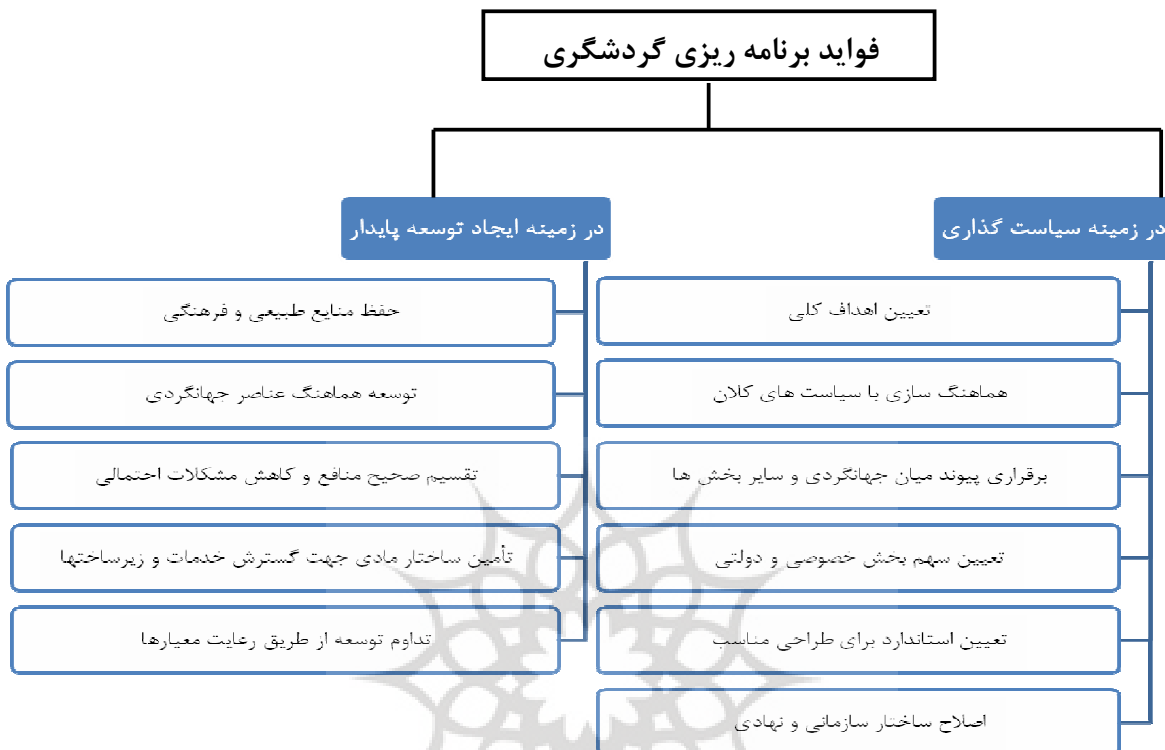 فواید برنامه ریزی گردشگری
در زمینه سیاست گذاری
تعیین اهداف کلی
هماهنگ سازی با سیاست های کلان
برقراری پیوند میان جهانگردی و سایر بخش ها
تعیین سهم بخش خصوصی و دولتی
تعیین استاندارد برای طراحی مناسب
اصلاح ساختار سازمانی و نهادی
در زمینه ایجاد توسعه پایدار
حفظ منابع طبیعی و فرهنگی
توسعه هماهنگ عناصر جهانگردی
تقسیم صحیح منافع و کاهش مشکلات احتمالی
تأمین ساختار مادی جهت گسترش خدمات و زیرساختها
تداوم توسعه از طریق رعایت معیارها